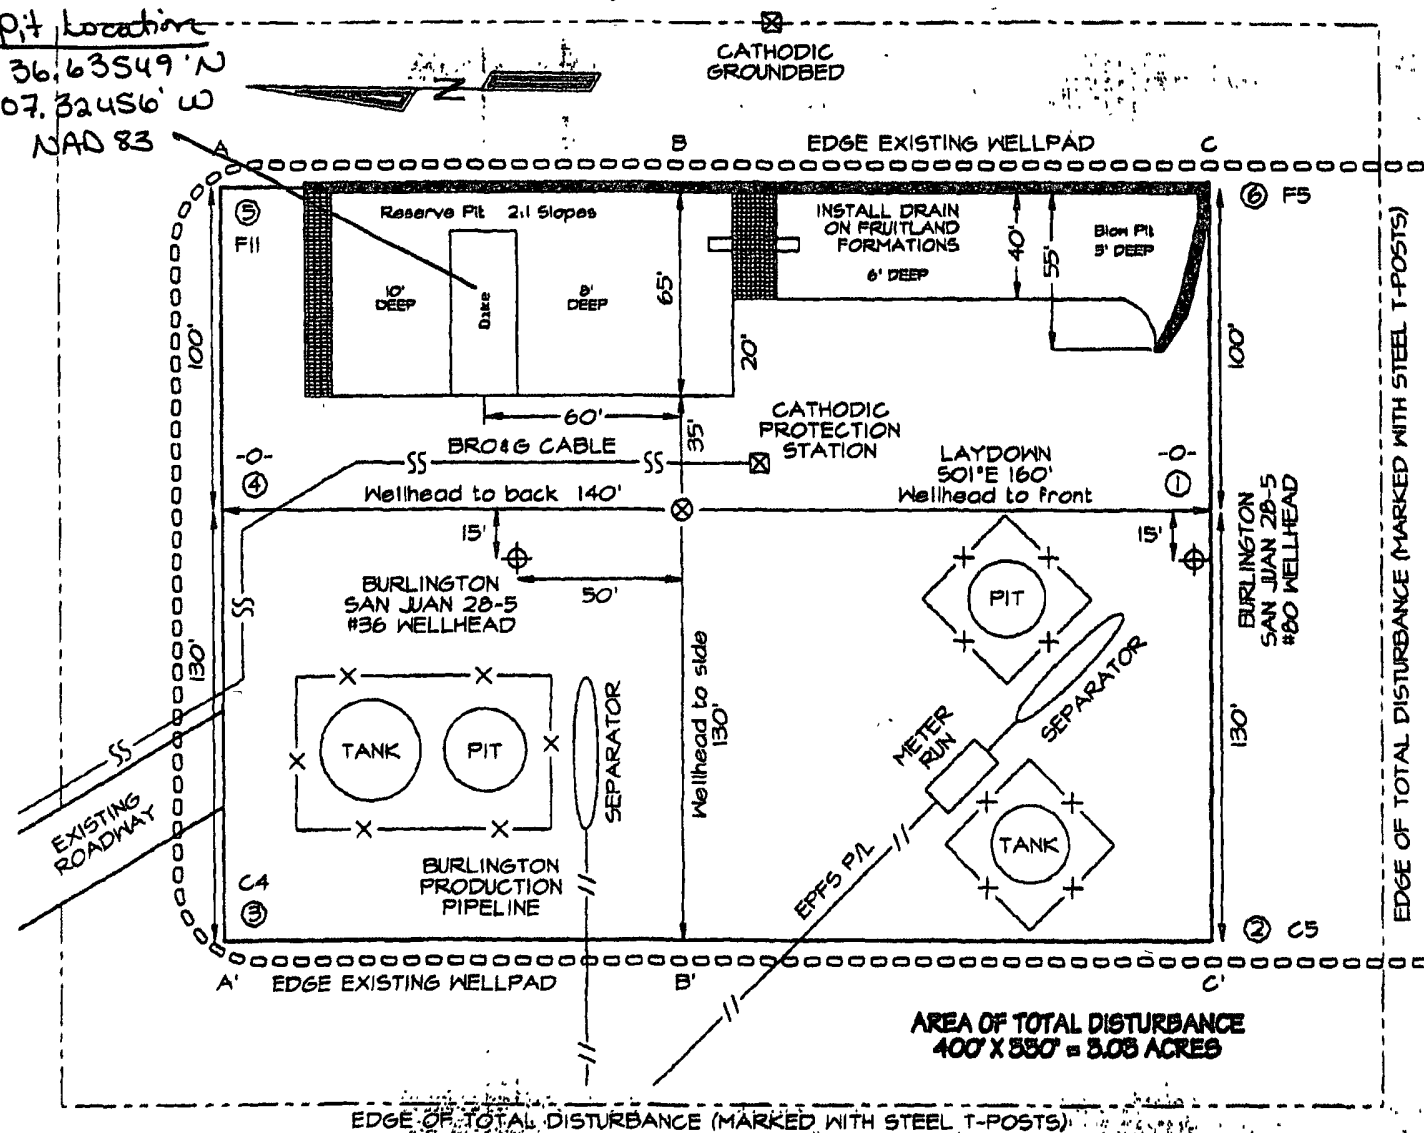 Pit Location
36.63549' N
07.32456' W
NAD 83
N
CATHODIC
GROUNDBED
A
B
EDGE EXISTING WELLPAD
C
5
F11
Reserve Pit 2:1 Slopes
10'
DEEP
Dike
8'
DEEP
65'
INSTALL DRAIN
ON FRUITLAND
FORMATIONS
6' DEEP
40'
55'
Blow Pit
3' DEEP
6 F5
100'
20'
100'
60'
35'
BRO&G CABLE
SS
SS
CATHODIC
PROTECTION
STATION
-0-
4
LAYDOWN
S01°E 160'
Wellhead to front
-0-
1
Wellhead to back 140'
15'
50'
15'
BURLINGTON
SAN JUAN 28-5
#36 WELLHEAD
BURLINGTON
SAN JUAN 28-5
#80 WELLHEAD
SS
PIT
SEPARATOR
130'
TANK
PIT
SEPARATOR
Wellhead to side
130'
METER
RUN
130'
TANK
SS
EXISTING
ROADWAY
EPFS P/L
C4
3
BURLINGTON
PRODUCTION
PIPELINE
2 C5
A'
EDGE EXISTING WELLPAD
B'
C'
AREA OF TOTAL DISTURBANCE
EDGE OF TOTAL DISTURBANCE (MARKED WITH STEEL T-POSTS)
EDGE OF TOTAL DISTURBANCE (MARKED WITH STEEL T-POSTS)